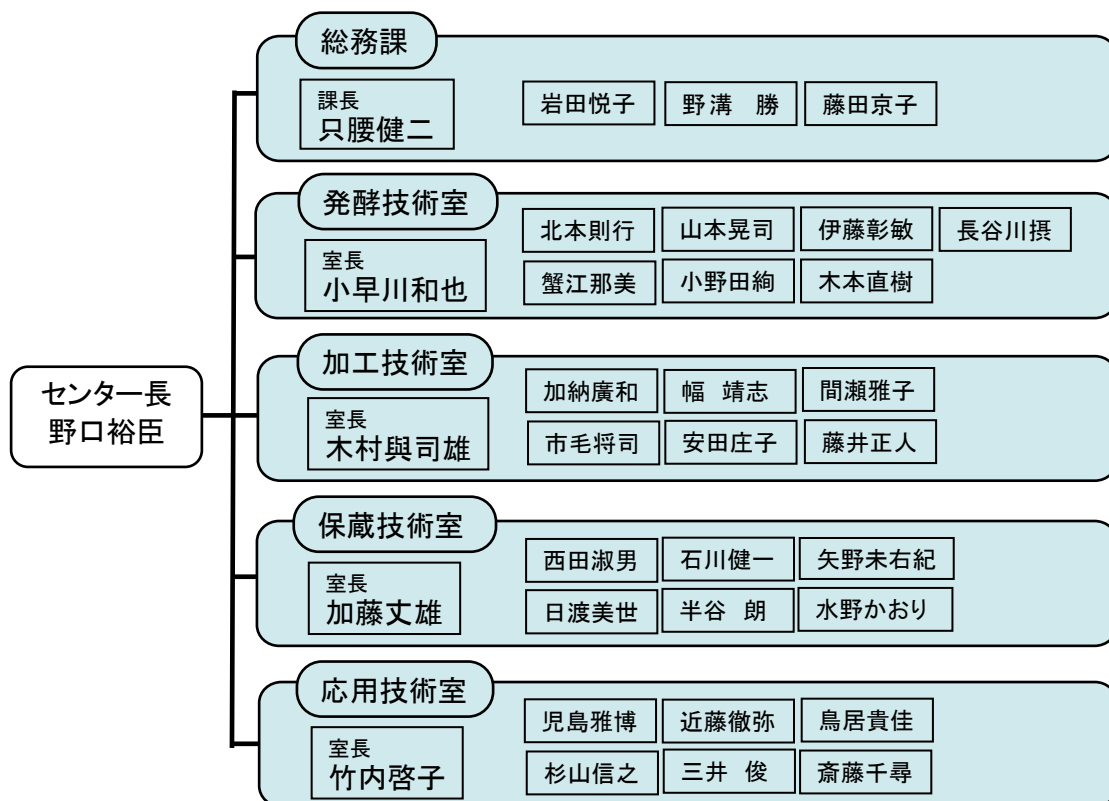 総務課
課長
只腰健二
岩田悦子 野溝　勝 藤田京子
発酵技術室
室長
小早川和也
北本則行 山本晃司 伊藤彰敏 長谷川摂
蟹江那美 小野田絢 木本直樹
センター長
野口裕臣
加工技術室
室長
木村與司雄
加納廣和 幅　靖志 間瀬雅子
市毛将司 安田庄子 藤井正人
保蔵技術室
室長
加藤丈雄
西田淑男 石川健一 矢野未右紀
日渡美世 半谷　朗 水野かおり
応用技術室
室長
竹内啓子
児島雅博 近藤徹弥 鳥居貴佳
杉山信之 三井　俊 斎藤千尋